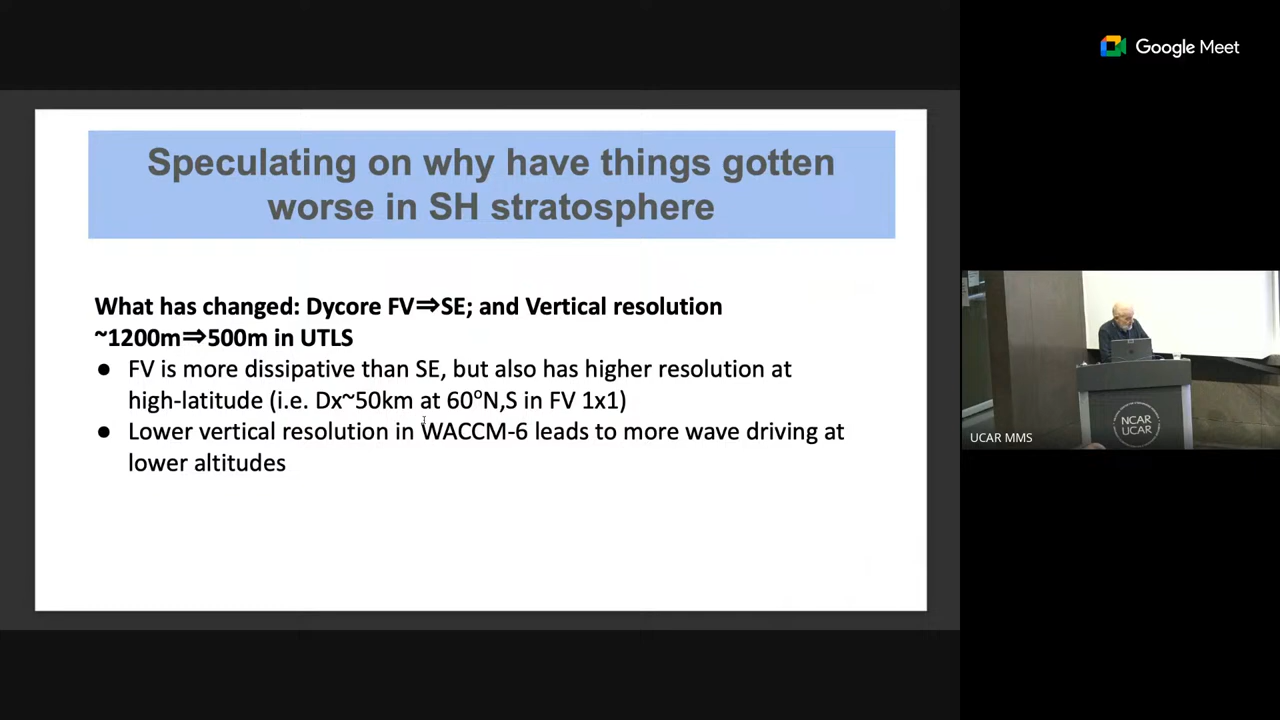 Google Meet
Speculating on why have things gotten
worse in SH stratosphere
What has changed: Dycore FV⇒SE; and Vertical resolution
~1200m⇒500m in UTLS
● FV is more dissipative than SE, but also has higher resolution at
high-latitude (i.e. Dx~50km at 60°N,S in FV 1x1)
● Lower vertical resolution in WACCM-6 leads to more wave driving at
lower altitudes
NCAR
UCAR
UCAR MMS